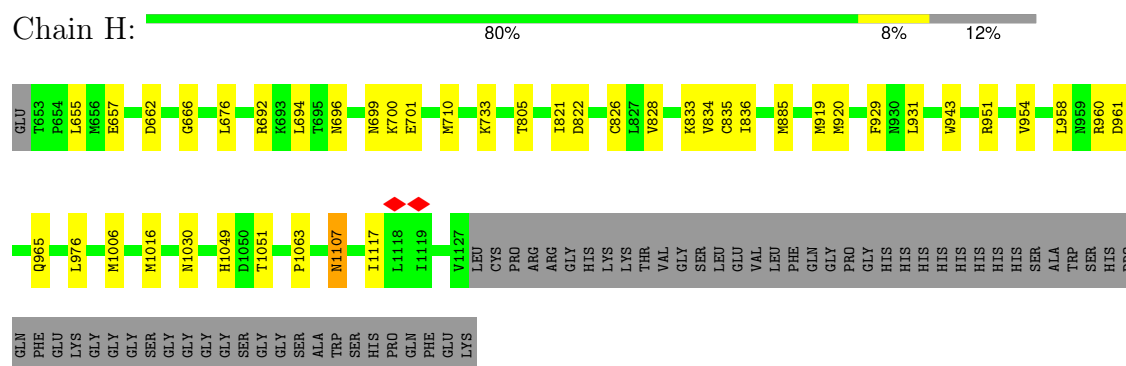 Chain H:
80% 8% 12%
GLU T653 P654 L655 M656 E657 D662 G666 L676 R692 K693 L694 T695 N696 N699 K700 E701 M710 K733 T805 I821 D822 C826 L827 V828 K833 V834 C835 I836 M885 M919 M920 F929 N930 L931 W943 R951 V954 L958 N959 R960 D961
Q965 L976 M1006 M1016 N1030 H1049 D1050 T1051 P1063 N1107 I1117 L1118 I1119 V1127 LEU CYS PRO ARG ARG GLY HIS LYS LYS THR VAL GLY SER LEU GLU VAL LEU PHE GLN GLY PRO GLY HIS HIS HIS HIS HIS HIS HIS HIS SER ALA TRP SER HIS PRO
GLN PHE GLU LYS GLY GLY GLY SER GLY GLY GLY GLY SER GLY GLY SER ALA TRP SER HIS PRO GLN PHE GLU LYS